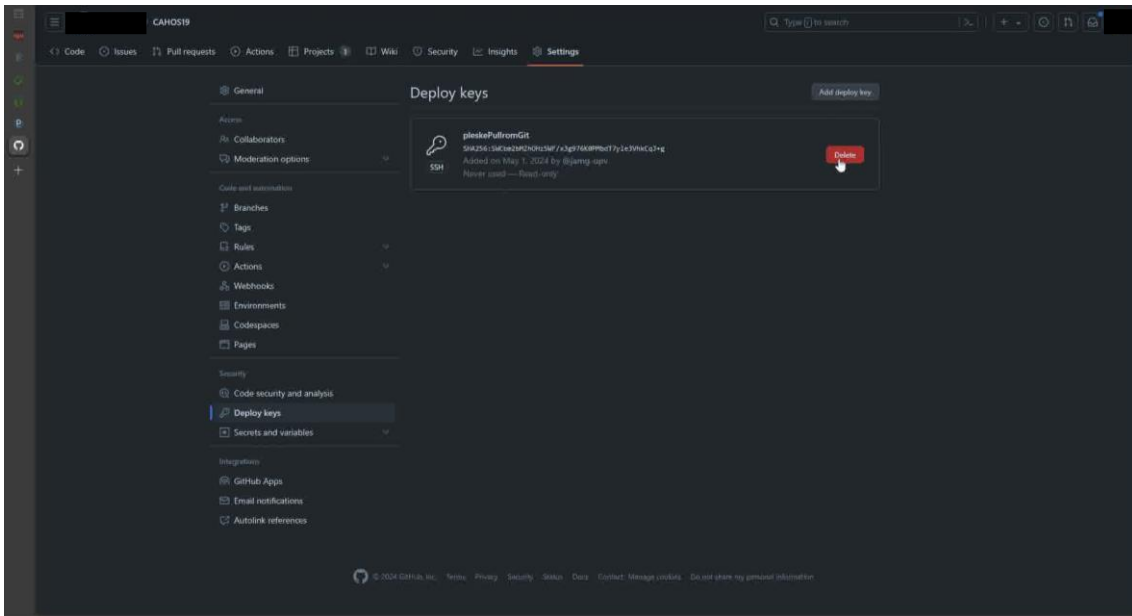 CAHOS19
Type / to search
Code Issues Pull requests Actions Projects 1 Wiki Security Insights Settings
General
Access
Collaborators
Moderation options
Code and automation
Branches
Tags
Rules
Actions
Webhooks
Environments
Codespaces
Pages
Security
Code security and analysis
Deploy keys
Secrets and variables
Integrations
GitHub Apps
Email notifications
Autolink references
Deploy keys
Add deploy key
pleskePullfromGit
SSH
Added on May 1, 2024 by
Never used — Read-only
Delete
© 2024 GitHub, Inc. Terms Privacy Security Status Docs Contact Manage cookies Do not share my personal information